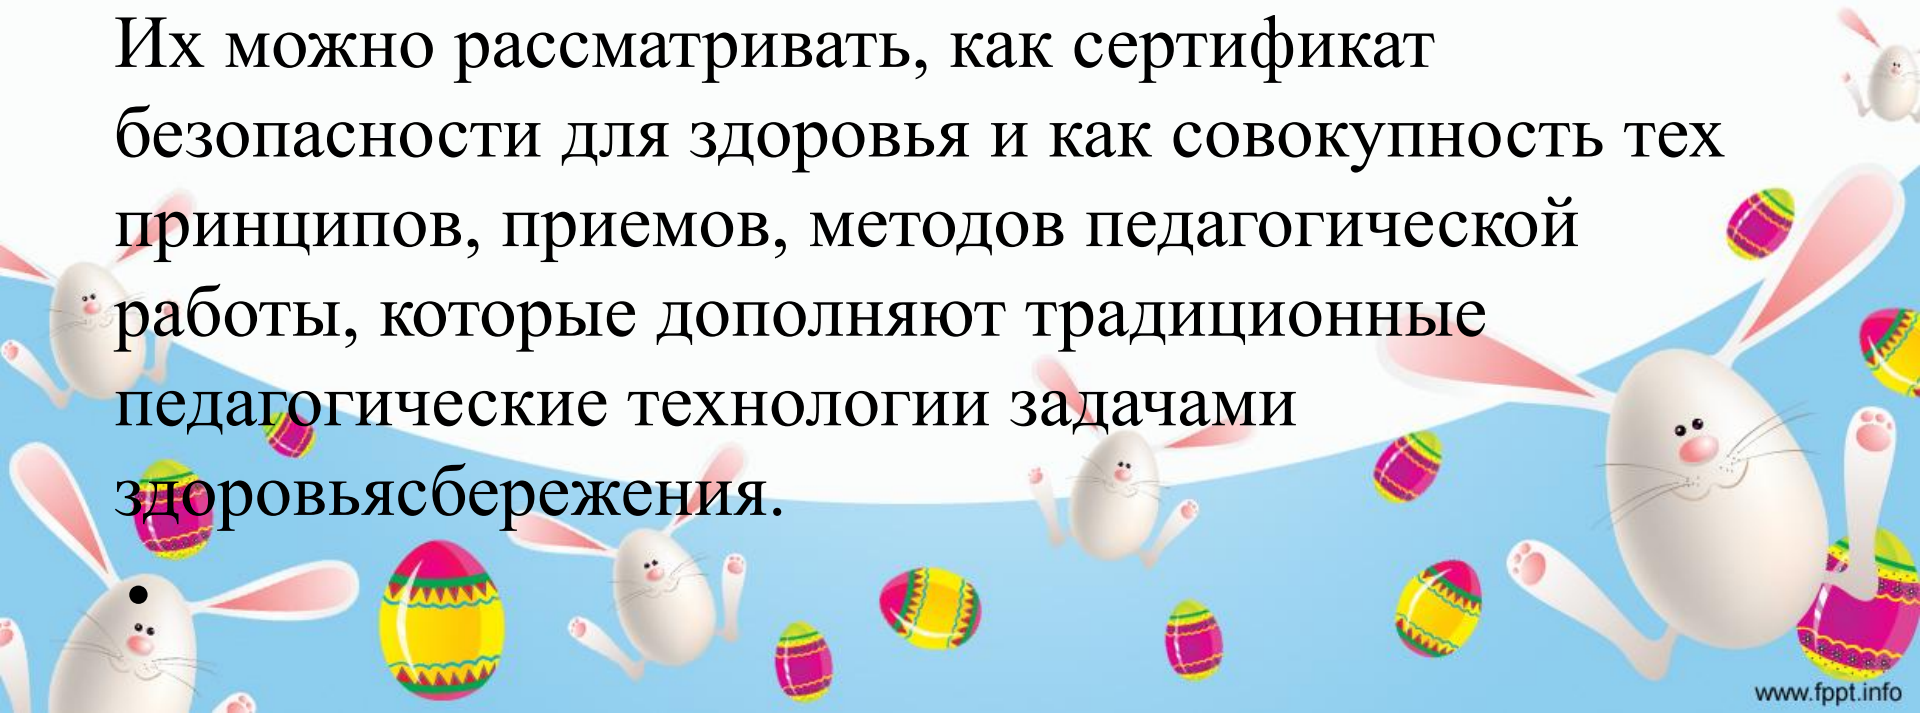 Их можно рассматривать, как сертификат
безопасности для здоровья и как совокупность тех
принципов, приемов, методов педагогической
работы, которые дополняют традиционные
педагогические технологии задачами
здоровьясбережения.
•
www.fppt.info